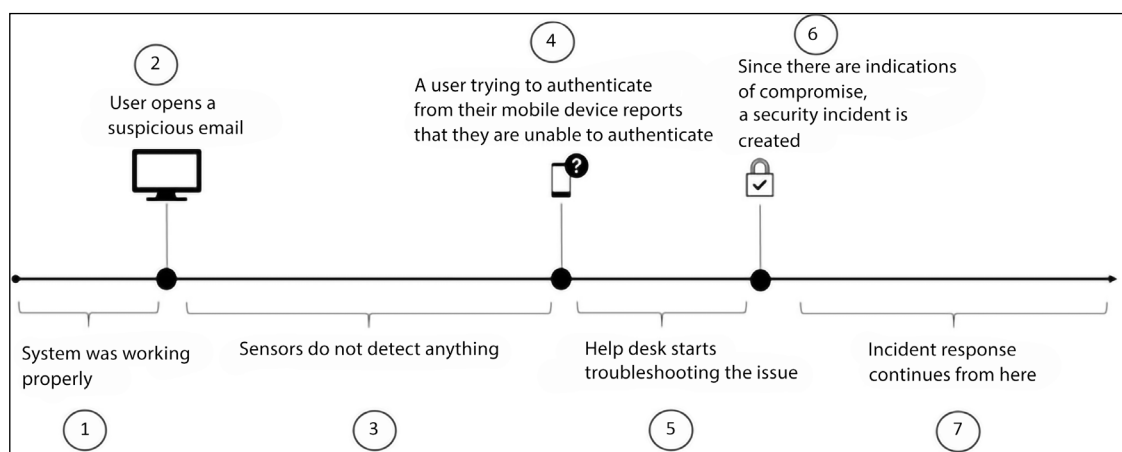 1
System was working
properly
2
User opens a
suspicious email
3
Sensors do not detect anything
4
A user trying to authenticate
from their mobile device reports
that they are unable to authenticate
?
5
Help desk starts
troubleshooting the issue
6
Since there are indications
of compromise,
a security incident is
created
7
Incident response
continues from here